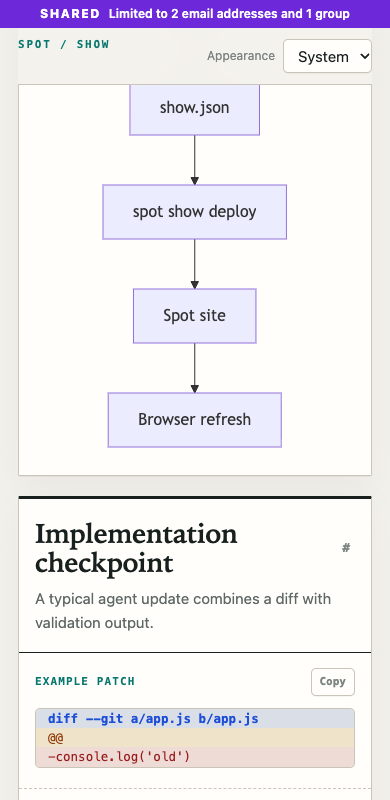 SHARED Limited to 2 email addresses and 1 group
SPOT / SHOW
Appearance System
show.json
spot show deploy
Spot site
Browser refresh
Implementation
checkpoint
#
A typical agent update combines a diff with
validation output.
EXAMPLE PATCH
Copy
diff --git a/app.js b/app.js
@@
-console.log('old')